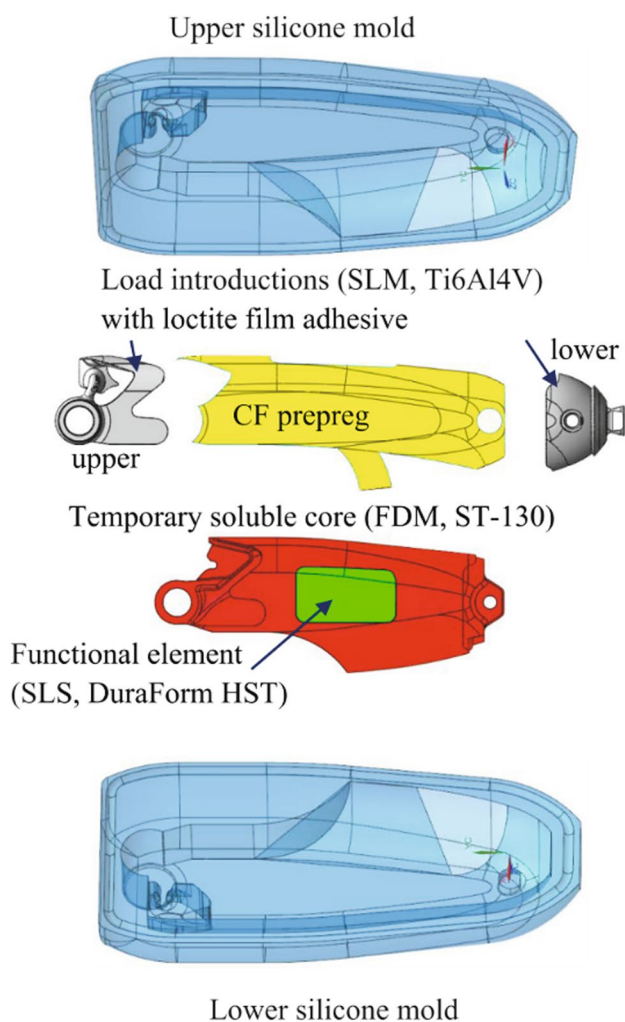 Upper silicone mold
Load introductions (SLM, Ti6Al4V)
with loctite film adhesive
lower
CF prepreg
upper
Temporary soluble core (FDM, ST-130)
Functional element
(SLS, DuraForm HST)
Lower silicone mold